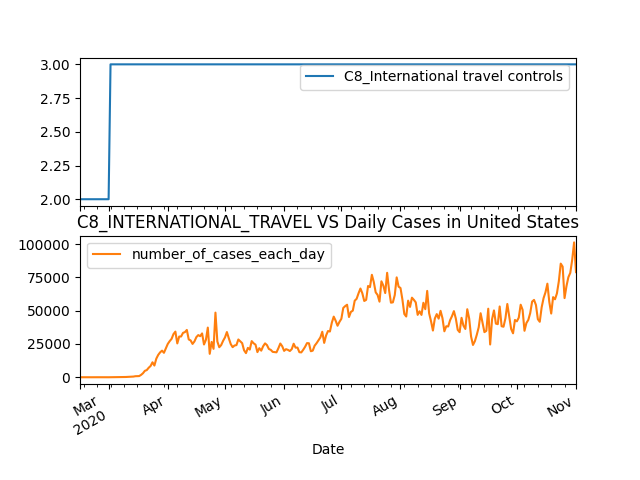 3.00
2.75
2.50
2.25
2.00
C8_International travel controls
C8_INTERNATIONAL_TRAVEL VS Daily Cases in United States
100000
75000
50000
25000
0
number_of_cases_each_day
Mar
2020
Apr
May
Jun
Jul
Aug
Sep
Oct
Nov
Date